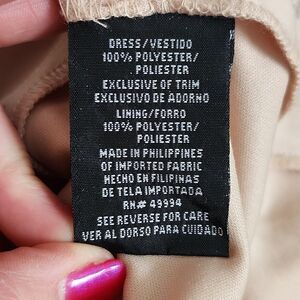 DRESS/VESTIDO
100% POLYESTER/
POLIESTER
EXCLUSIVE OF TRIM
EXCLUSIVO DE ADORNO
LINING/FORRO
100% POLYESTER/
POLIESTER
MADE IN PHILIPPINES
OF IMPORTED FABRIC
HECHO EN FILIPINAS
DE TELA IMPORTADA
RN# 49994
SEE REVERSE FOR CARE
VER AL DORSO PARA CUIDADO